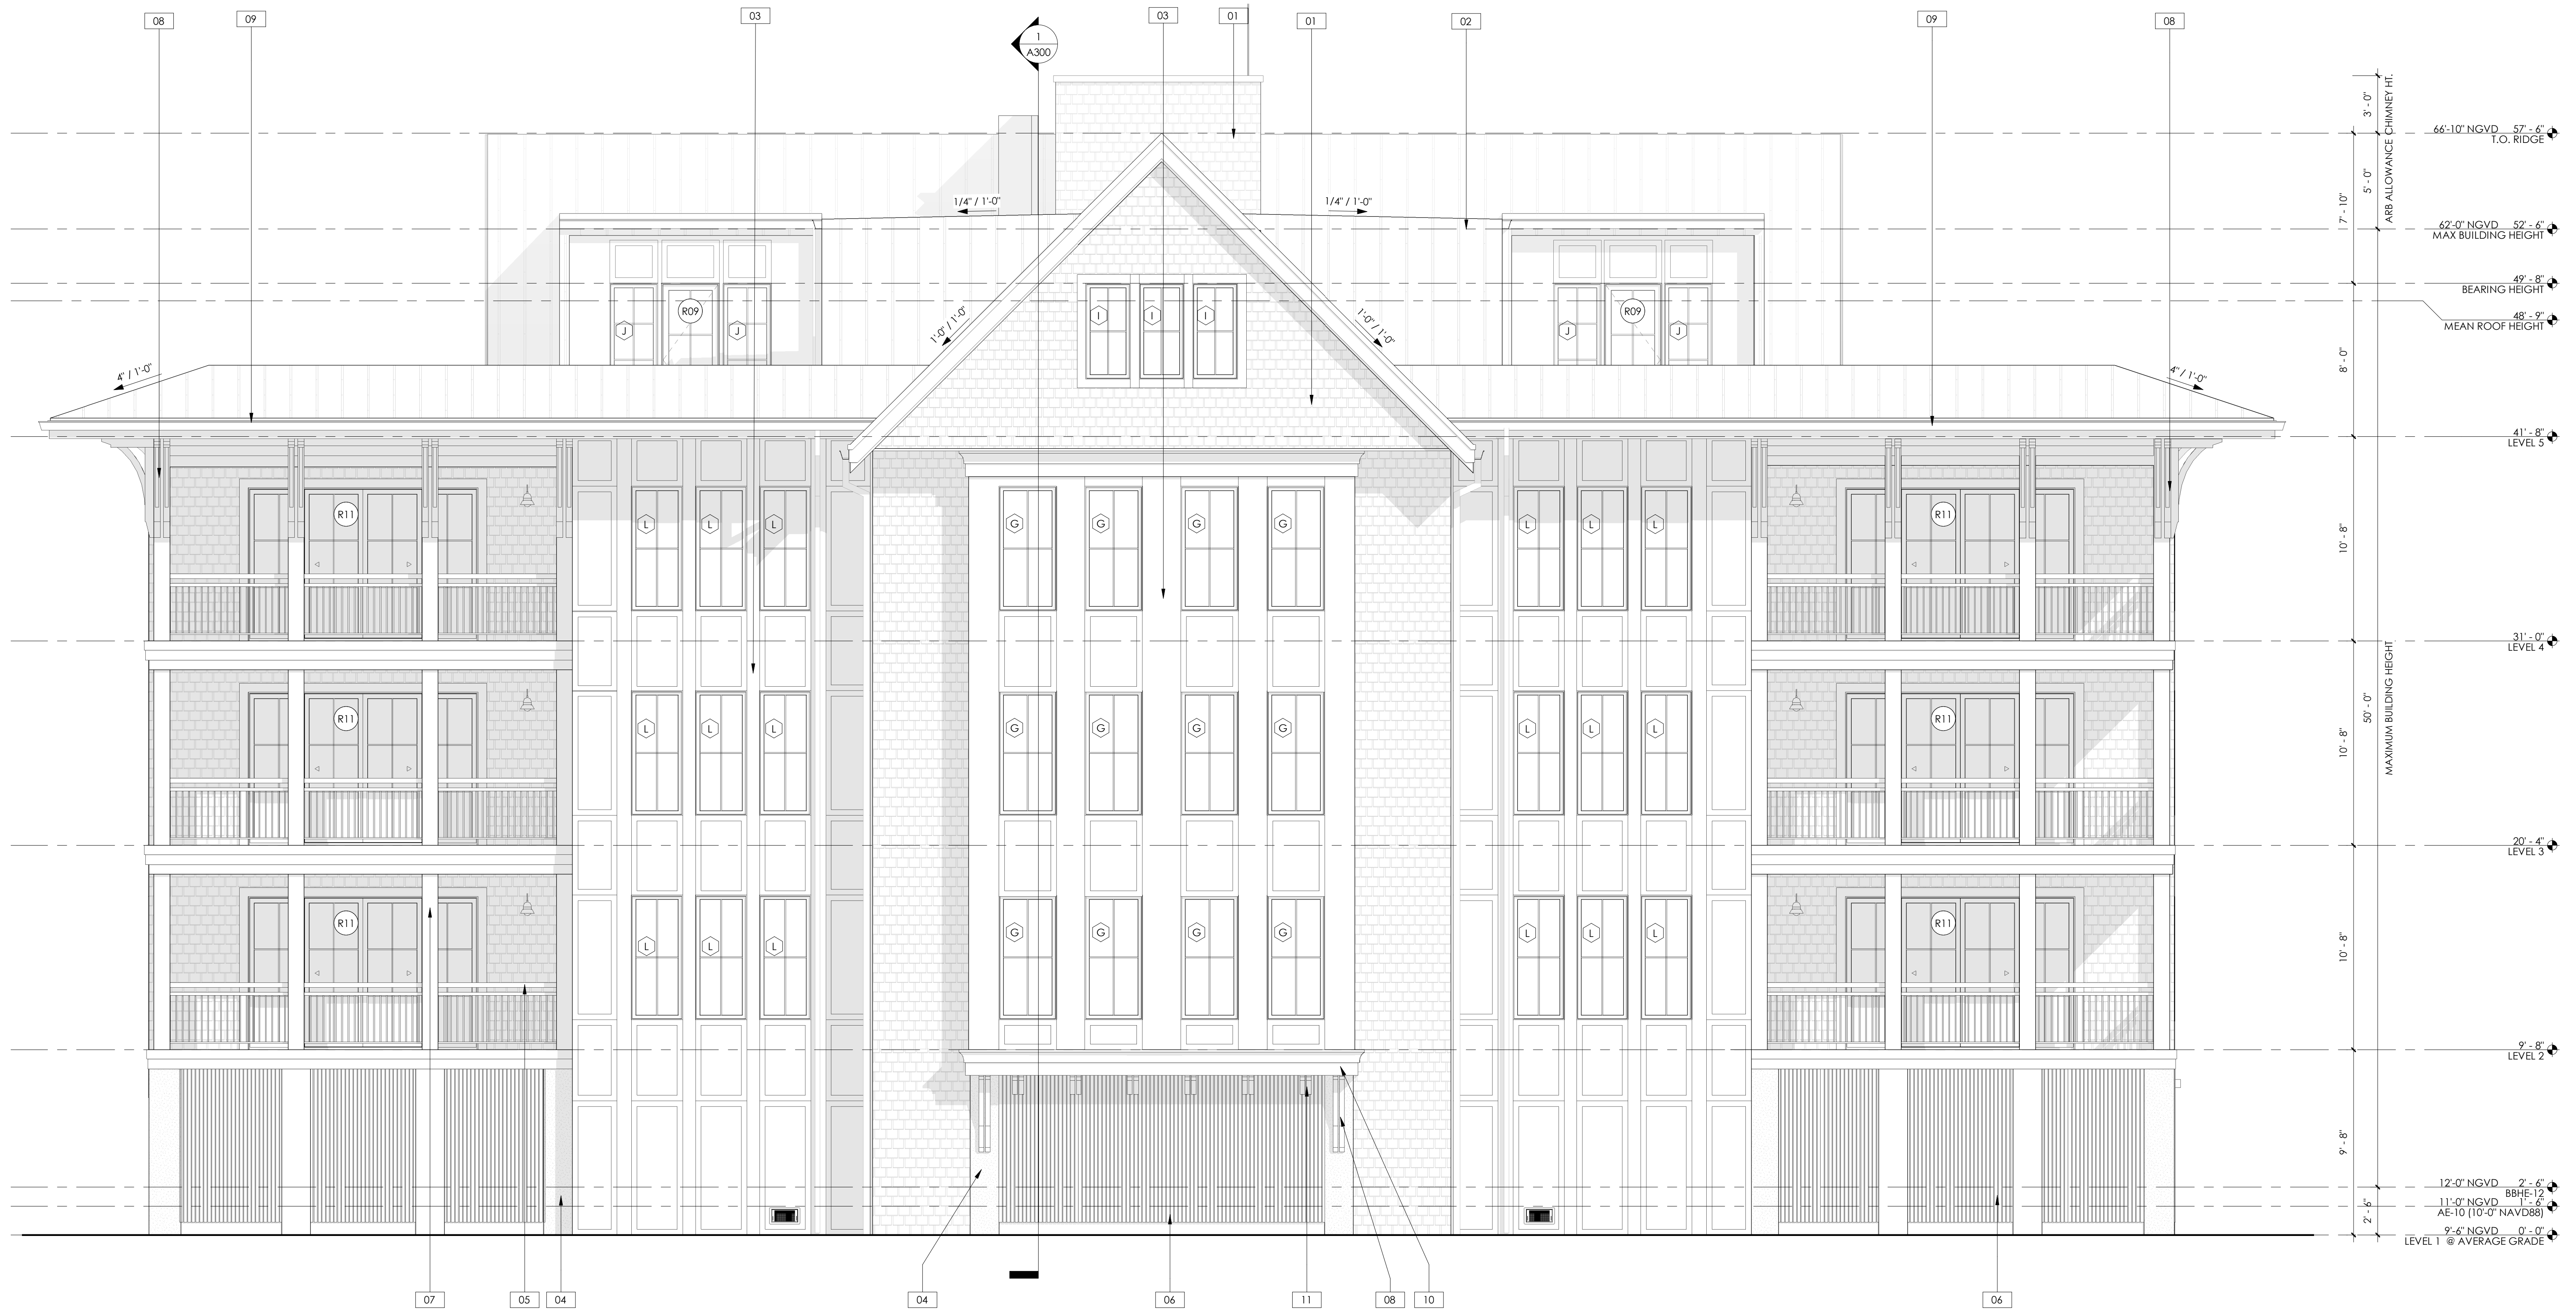 08
09
03
1
A300
03
01
01
02
09
08
3' - 0"
ARB ALLOWANCE CHIMNEY HT.
66'-10" NGVD 57' - 6"
T.O. RIDGE
5' - 0"
7' - 10"
1/4" / 1'-0"
1/4" / 1'-0"
62'-0" NGVD 52' - 6"
MAX BUILDING HEIGHT
49' - 8"
BEARING HEIGHT
48' - 9"
MEAN ROOF HEIGHT
J
R09
J
I
I
I
J
R09
J
1'-0" / 1'-0"
1'-0" / 1'-0"
4" / 1'-0"
4" / 1'-0"
8' - 0"
41' - 8"
LEVEL 5
R11
L
L
L
G
G
G
G
L
L
L
R11
10' - 8"
31' - 0"
LEVEL 4
MAXIMUM BUILDING HEIGHT
50' - 0"
R11
L
L
L
G
G
G
G
L
L
L
R11
10' - 8"
20' - 4"
LEVEL 3
R11
L
L
L
G
G
G
G
L
L
L
R11
10' - 8"
9' - 8"
LEVEL 2
9' - 8"
12'-0" NGVD 2' - 6"
BBHE-12
11'-0" NGVD 1' - 6"
AE-10 (10'-0" NAVD88)
2' - 6"
9'-6" NGVD 0' - 0"
LEVEL 1 @ AVERAGE GRADE
07
05
04
04
06
11
08
10
06